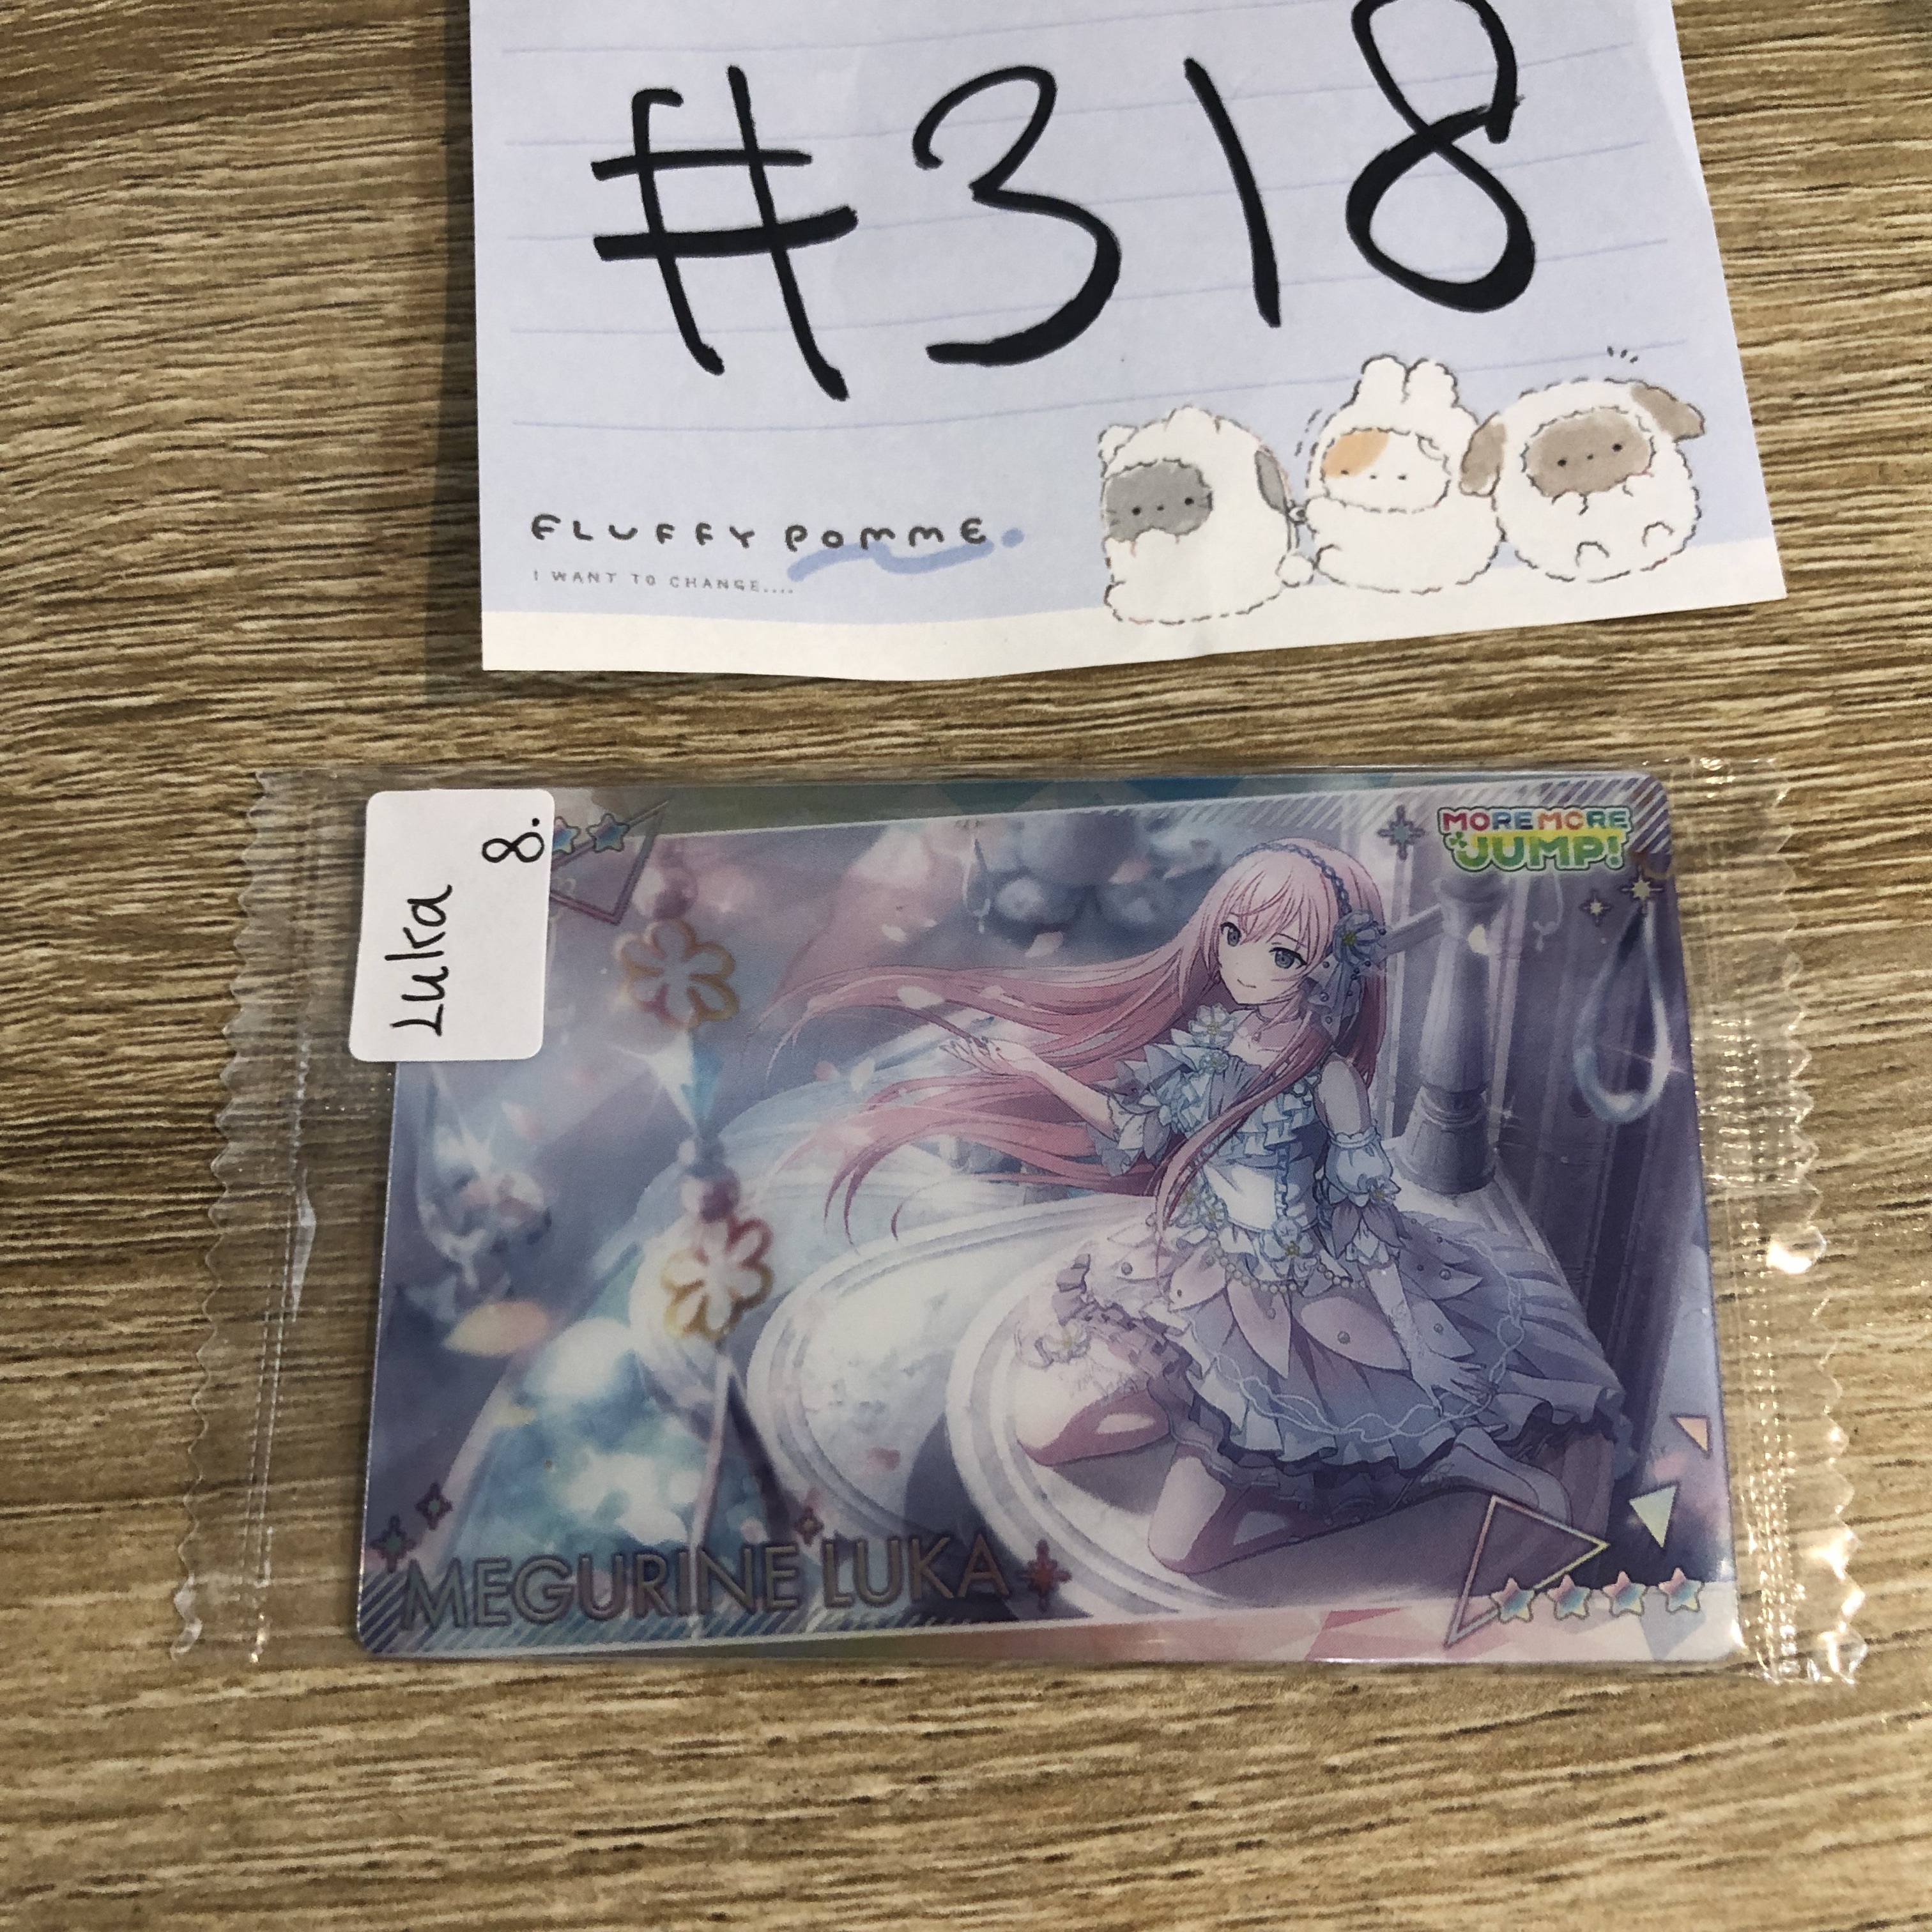 #318
FLUFFY POMME.
I WANT TO CHANGE....
Luka
8.
MORE MORE
JUMP!
MEGURINE LUKA